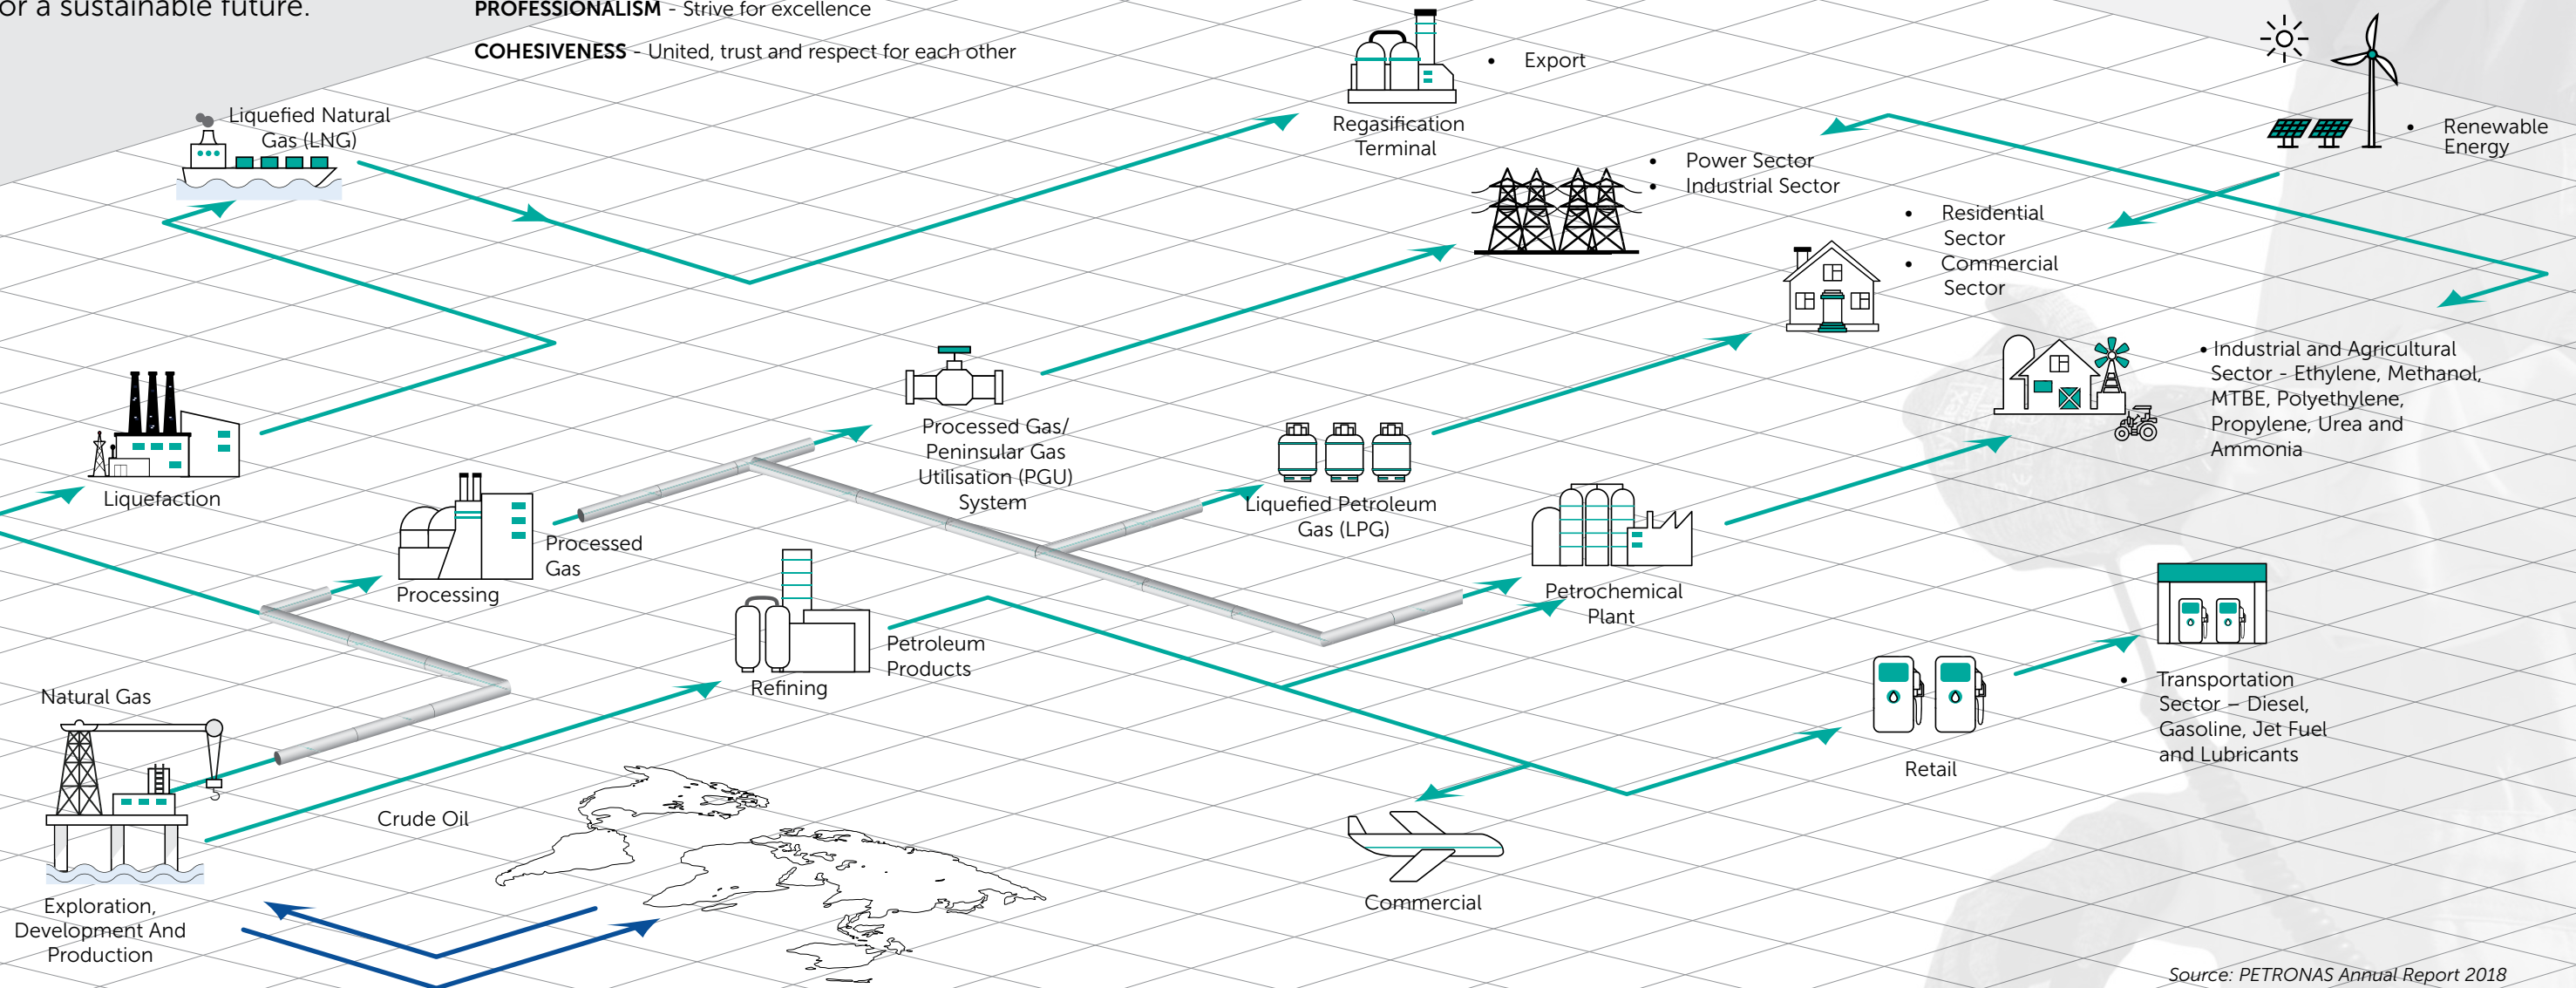 or a sustainable future.
PROFESSIONALISM - Strive for excellence
COHESIVENESS - United, trust and respect for each other
Liquefied Natural
Gas (LNG)
Regasification
Terminal
• Export
• Power Sector
• Industrial Sector
• Renewable
Energy
• Residential
Sector
• Commercial
Sector
• Industrial and Agricultural
Sector - Ethylene, Methanol,
MTBE, Polyethylene,
Propylene, Urea and
Ammonia
Liquefaction
Processed Gas/
Peninsular Gas
Utilisation (PGU)
System
Liquefied Petroleum
Gas (LPG)
Processed
Gas
Processing
Petrochemical
Plant
Petroleum
Products
Refining
Natural Gas
• Transportation
Sector – Diesel,
Gasoline, Jet Fuel
and Lubricants
Retail
Crude Oil
Commercial
Exploration,
Development And
Production
Source: PETRONAS Annual Report 2018